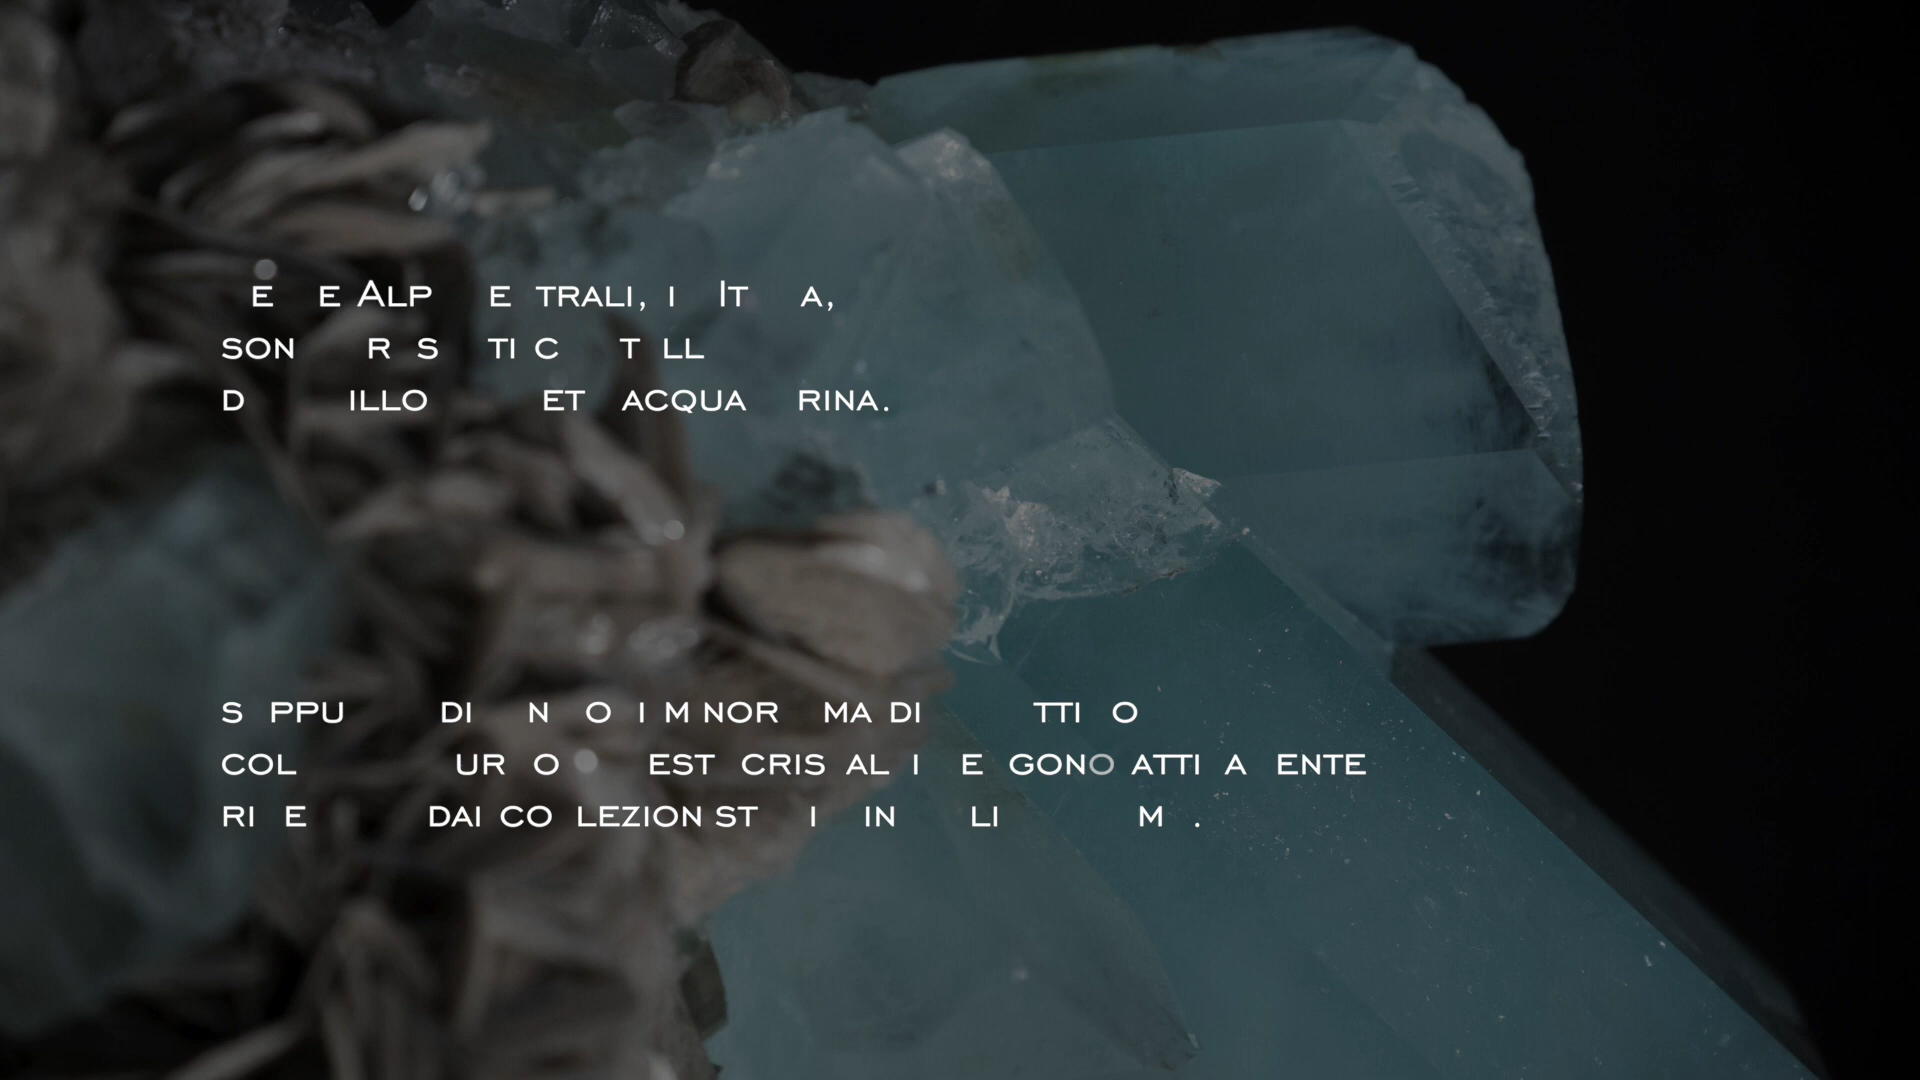 E E ALP E TRALI, I IT A,
SON R S TI C T LL
D ILLO ET ACQUA RINA.
S PPU DI N O I M NOR MA DI TTI O
COL UR O EST CRIS AL I E GONO ATTI A ENTE
RI E DAI CO LEZION ST I IN LI M .